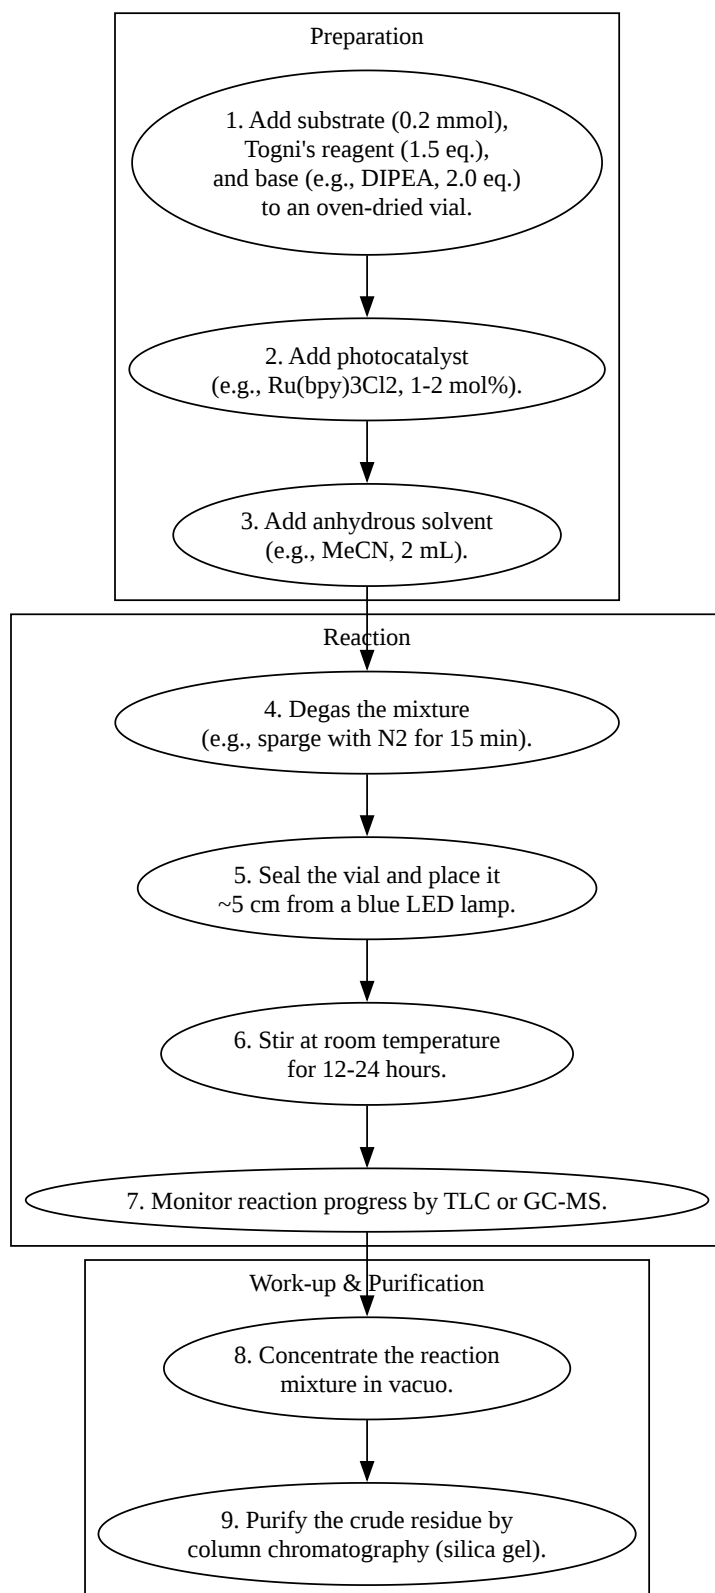 Preparation
1. Add substrate (0.2 mmol),
Togni's reagent (1.5 eq.),
and base (e.g., DIPEA, 2.0 eq.)
to an oven-dried vial.
2. Add photocatalyst
(e.g., Ru(bpy)3Cl2, 1-2 mol%).
3. Add anhydrous solvent
(e.g., MeCN, 2 mL).
Reaction
4. Degas the mixture
(e.g., sparge with N2 for 15 min).
5. Seal the vial and place it
~5 cm from a blue LED lamp.
6. Stir at room temperature
for 12-24 hours.
7. Monitor reaction progress by TLC or GC-MS.
Work-up & Purification
8. Concentrate the reaction
mixture in vacuo.
9. Purify the crude residue by
column chromatography (silica gel).